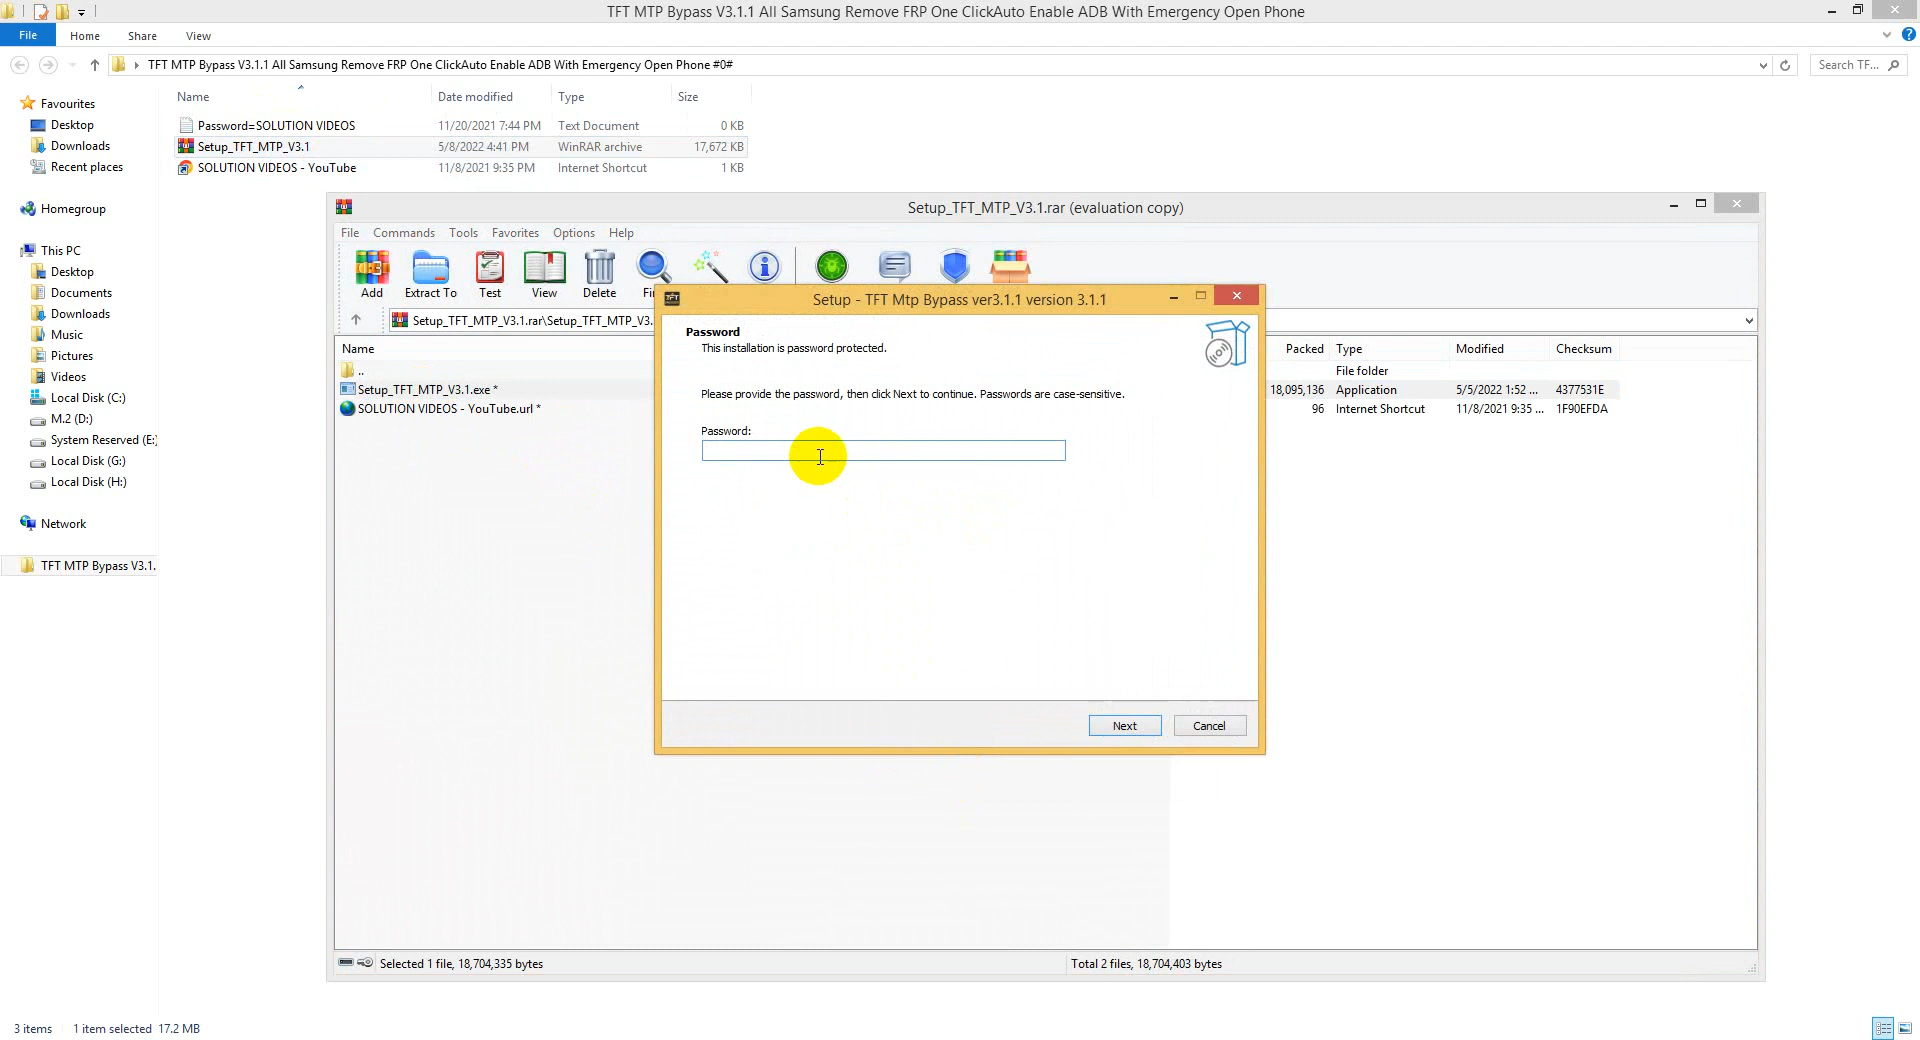 TFT MTP Bypass V3.1.1 All Samsung Remove FRP One ClickAuto Enable ADB With Emergency Open Phone
File Home Share View
TFT MTP Bypass V3.1.1 All Samsung Remove FRP One ClickAuto Enable ADB With Emergency Open Phone #0#
Search TF...
Name Date modified Type Size
Password=SOLUTION VIDEOS 11/20/2021 7:44 PM Text Document 0 KB
Setup_TFT_MTP_V3.1 5/8/2022 4:41 PM WinRAR archive 17,672 KB
SOLUTION VIDEOS - YouTube 11/8/2021 9:35 PM Internet Shortcut 1 KB
Favourites
Desktop
Downloads
Recent places
Homegroup
This PC
Desktop
Documents
Downloads
Music
Pictures
Videos
Local Disk (C:)
M.2 (D:)
System Reserved (E:)
Local Disk (G:)
Local Disk (H:)
Network
TFT MTP Bypass V3.1.
Setup_TFT_MTP_V3.1.rar (evaluation copy)
File Commands Tools Favorites Options Help
Add Extract To Test View Delete Fi
Setup_TFT_MTP_V3.1.rar\Setup_TFT_MTP_V3.
Name Packed Type Modified Checksum
.. File folder
Setup_TFT_MTP_V3.1.exe * 18,095,136 Application 5/5/2022 1:52 ... 4377531E
SOLUTION VIDEOS - YouTube.url * 96 Internet Shortcut 11/8/2021 9:35 ... 1F90EFDA
TFT
Setup - TFT Mtp Bypass ver3.1.1 version 3.1.1
Password
This installation is password protected.
Please provide the password, then click Next to continue. Passwords are case-sensitive.
Password:
Next Cancel
Selected 1 file, 18,704,335 bytes
Total 2 files, 18,704,403 bytes
3 items 1 item selected 17.2 MB